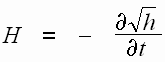 H = − ∂√h / ∂t